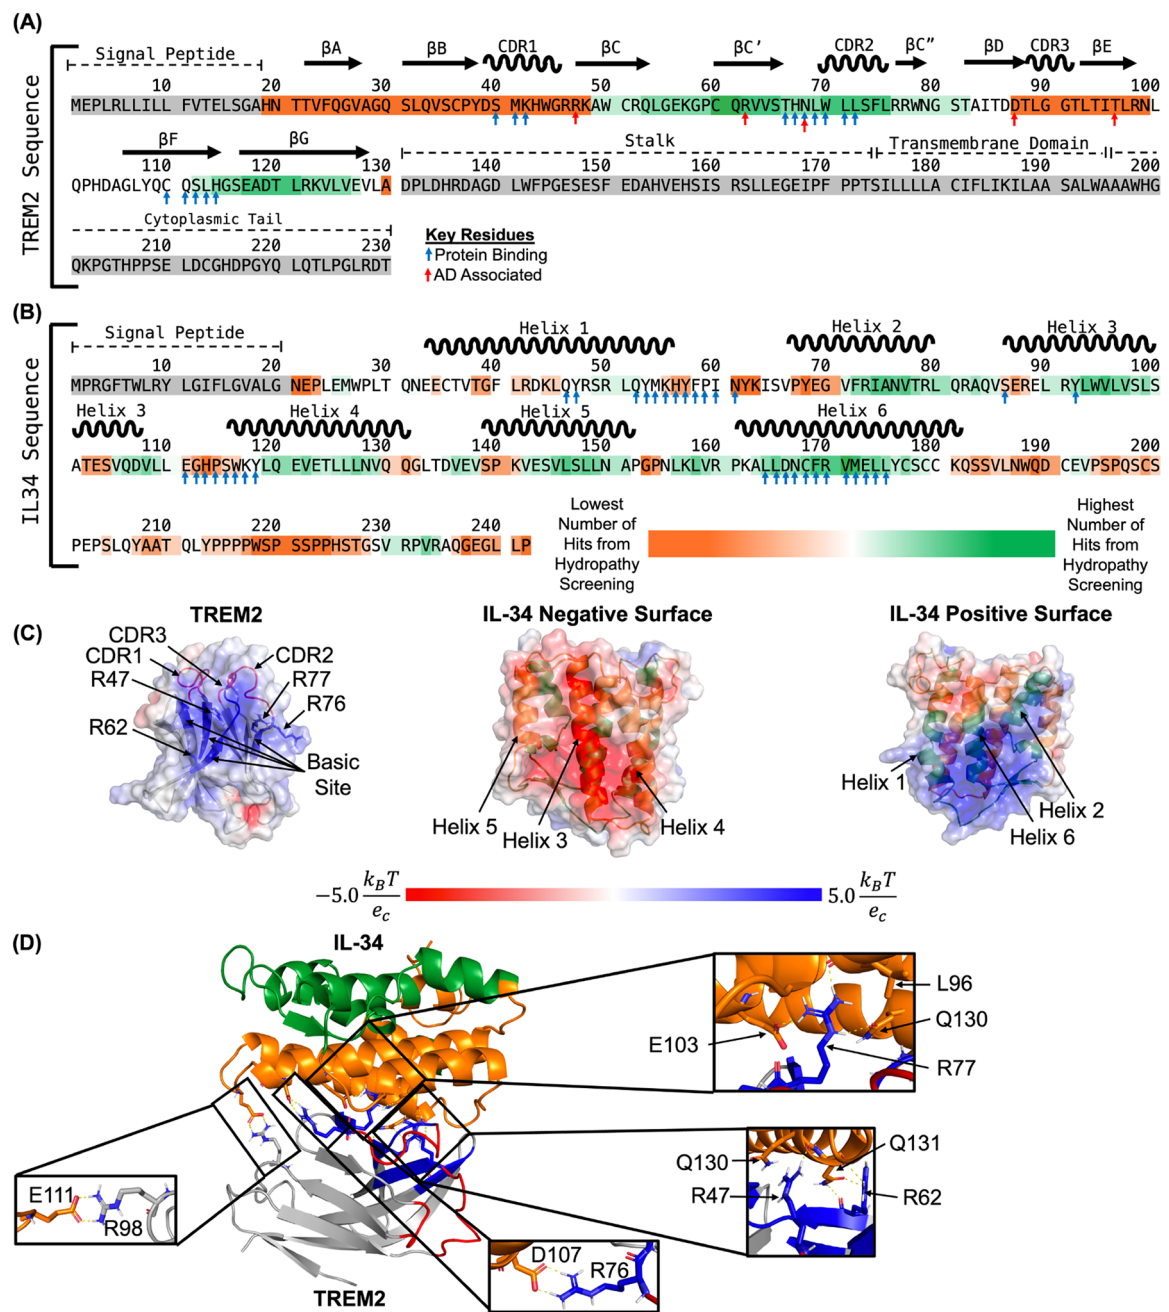 (A)
Signal Peptide βA βB CDR1 βC βC’ CDR2 βC” βD CDR3 βE
10 20 30 40 50 60 70 80 90 100
MEPLRLLILL FVTELSGAHN TTVFQGVAGQ SLQVSCPYDS MKHWGRRKAW CRQLGEKGPC QRVVSTHNLW LLSFLRRWNG STAITDDTLG GTLTITLRNL
βF βG Stalk Transmembrane Domain
110 120 131 140 150 160 170 180 190 200
QPHDAGLYQC QSLHGSEADT LRKVLVEVLA DPLDHRDAGD LWFPGESESF EDAHVEHSIS RSLLEGEIPF PPTSILLLLA CIFLIKILAA SALWAAAWHG
Cytoplasmic Tail
210 220 230
QKPGTHPPSE LDCGHDPGYQ LQTLPGLRDT
TREM2 Sequence
Key Residues
Protein Binding
AD Associated
(B)
Signal Peptide Helix 1 Helix 2 Helix 3
10 20 30 40 50 60 70 80 90 100
MPRGFTWLRY LGIFLGVALG NEPLEMWPLT QNEECTVTGF LRDKLQYRSRL QYMKHYFPI NYKISVPYEG VFRIANVTRL QRAQVSEREL RYLWVLVSLS
Helix 3 Helix 4 Helix 5 Helix 6
110 120 130 140 150 160 170 180 190 200
ATESVQDVLL EGHPSWKYLQ EVETLLLNVQ QGLTDVEVSP KVESVLSLLN APGPNLKLVR PKALLDNCFR VMELLYCSCC KQSSVLNWQD CEVPSPQSCS
210 220 230 240
PEPSLQYAAT QLYPPPPWSP SSPPHSTGSV RPVRAQGEGL LP
IL34 Sequence
Lowest Number of Hits from Hydropathy Screening
Highest Number of Hits from Hydropathy Screening
(C)
TREM2
CDR3
CDR1
R47
R62
CDR2
R77
R76
Basic Site
IL-34 Negative Surface
Helix 5
Helix 3
Helix 4
IL-34 Positive Surface
Helix 1
Helix 2
Helix 6
−5.0 kBT/ec
5.0 kBT/ec
(D)
IL-34
TREM2
L96
Q130
E103
R77
Q131
Q130
R47
R62
E111
R98
D107
R76